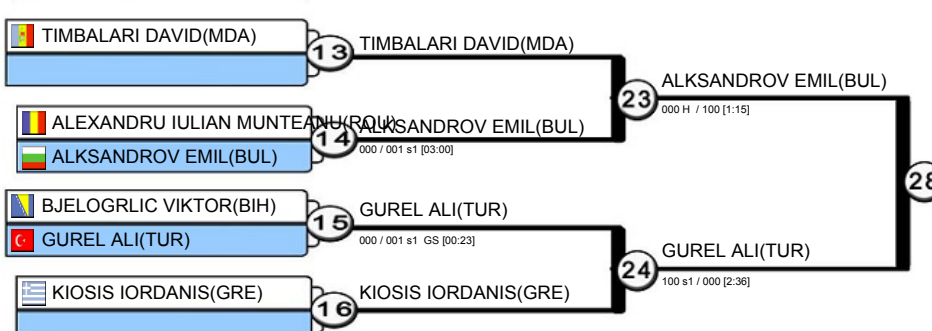 TIMBALARI DAVID(MDA)
13
TIMBALARI DAVID(MDA)
ALEXANDRU IULIAN MUNTEANU(ROU)
ALKSANDROV EMIL(BUL)
14
ALKSANDROV EMIL(BUL)
000 / 001 s1 [03:00]
23
ALKSANDROV EMIL(BUL)
000 H / 100 [1:15]
BJELOGRLIC VIKTOR(BIH)
GUREL ALI(TUR)
15
GUREL ALI(TUR)
000 / 001 s1 GS [00:23]
KIOSIS IORDANIS(GRE)
16
KIOSIS IORDANIS(GRE)
24
GUREL ALI(TUR)
100 s1 / 000 [2:36]
28